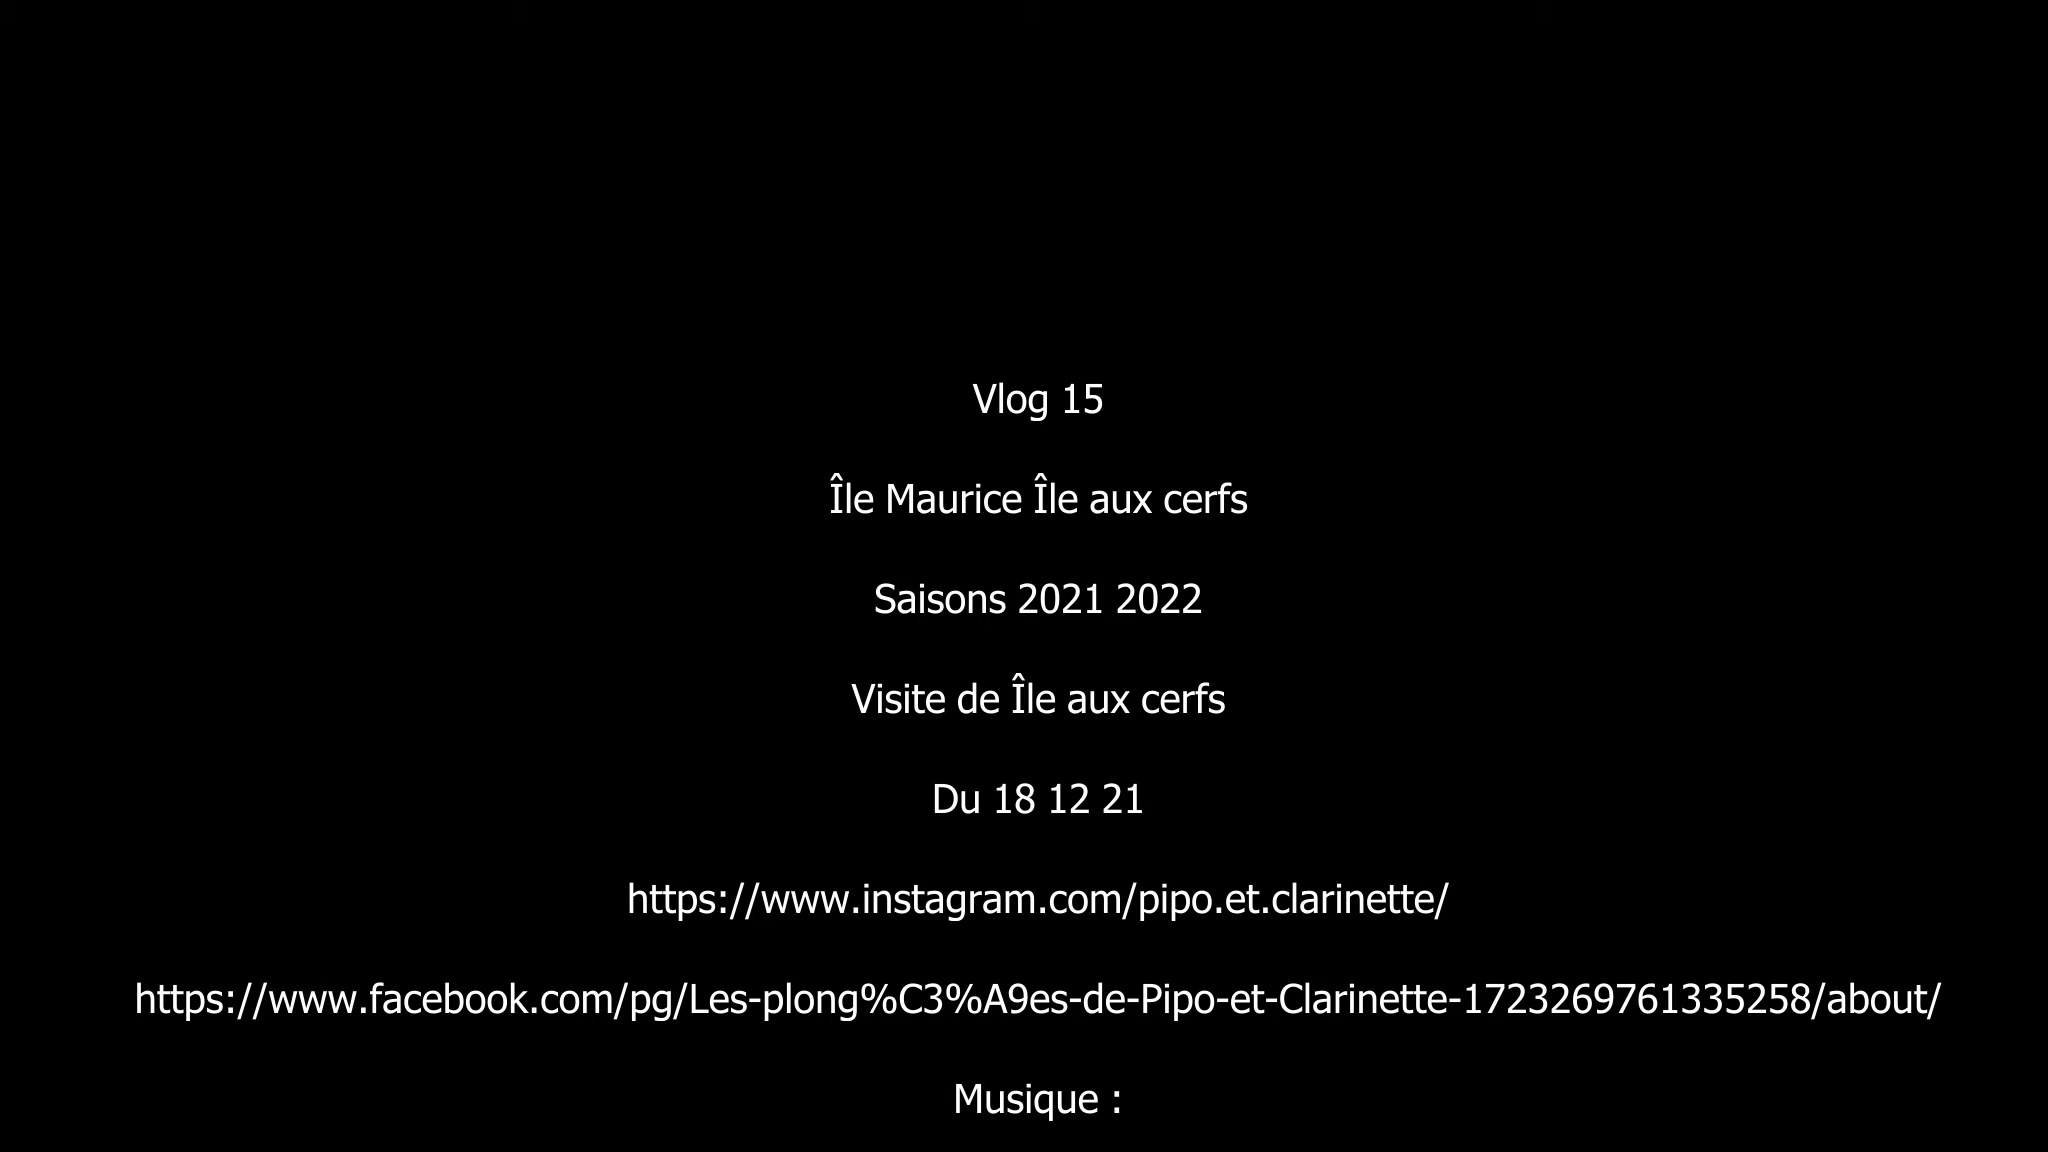 Vlog 15
Île Maurice Île aux cerfs
Saisons 2021 2022
Visite de Île aux cerfs
Du 18 12 21
https://www.instagram.com/pipo.et.clarinette/
https://www.facebook.com/pg/Les-plong%C3%A9es-de-Pipo-et-Clarinette-1723269761335258/about/
Musique :